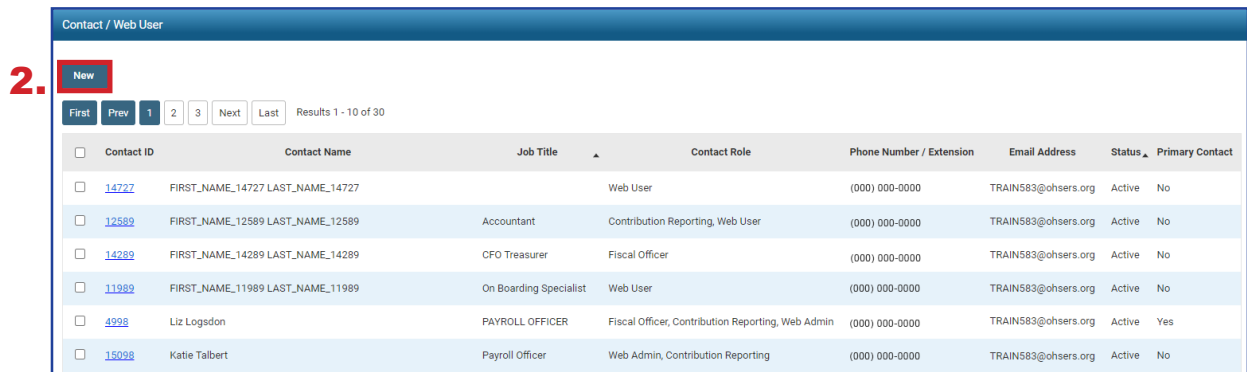 Contact / Web User
2. New
First Prev 1 2 3 Next Last Results 1 - 10 of 30
Contact ID Contact Name Job Title Contact Role Phone Number / Extension Email Address Status Primary Contact
14727 FIRST_NAME_14727 LAST_NAME_14727 Web User (000) 000-0000 TRAIN583@ohsers.org Active No
12589 FIRST_NAME_12589 LAST_NAME_12589 Accountant Contribution Reporting, Web User (000) 000-0000 TRAIN583@ohsers.org Active No
14289 FIRST_NAME_14289 LAST_NAME_14289 CFO Treasurer Fiscal Officer (000) 000-0000 TRAIN583@ohsers.org Active No
11989 FIRST_NAME_11989 LAST_NAME_11989 On Boarding Specialist Web User (000) 000-0000 TRAIN583@ohsers.org Active No
4998 Liz Logsdon PAYROLL OFFICER Fiscal Officer, Contribution Reporting, Web Admin (000) 000-0000 TRAIN583@ohsers.org Active Yes
15098 Katie Talbert Payroll Officer Web Admin, Contribution Reporting (000) 000-0000 TRAIN583@ohsers.org Active No